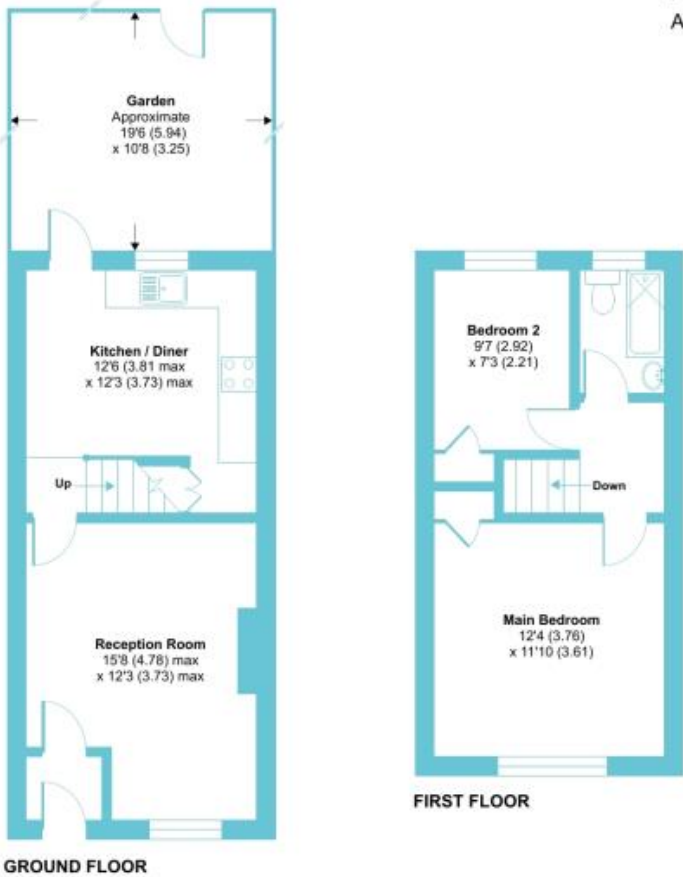 A
Garden
Approximate
19'6 (5.94)
x 10'8 (3.25)
Kitchen / Diner
12'6 (3.81 max
x 12'3 (3.73) max
Up
Reception Room
15'8 (4.78) max
x 12'3 (3.73) max
GROUND FLOOR
Bedroom 2
9'7 (2.92)
x 7'3 (2.21)
Down
Main Bedroom
12'4 (3.76)
x 11'10 (3.61)
FIRST FLOOR